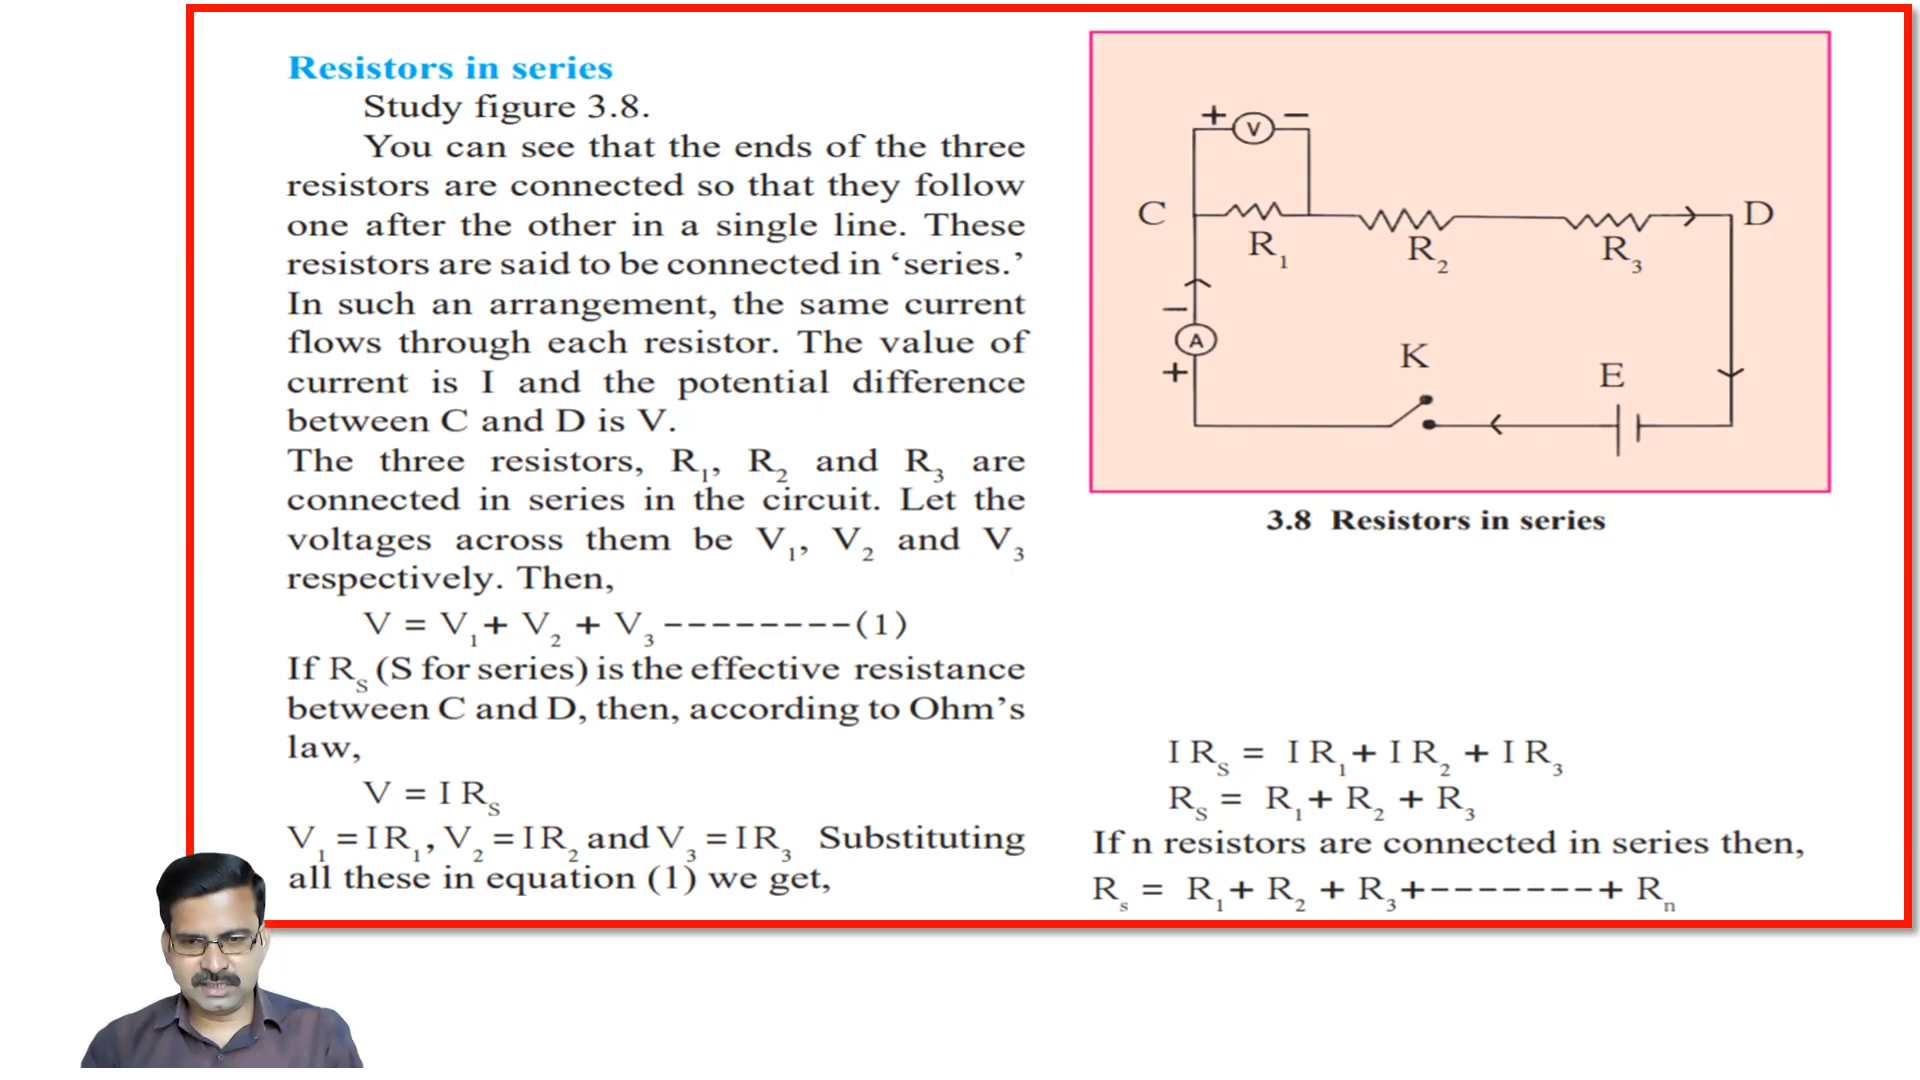 Resistors in series
Study figure 3.8.
You can see that the ends of the three
resistors are connected so that they follow
one after the other in a single line. These
resistors are said to be connected in ‘series.’
In such an arrangement, the same current
flows through each resistor. The value of
current is I and the potential difference
between C and D is V.
The three resistors, R₁, R₂ and R₃ are
connected in series in the circuit. Let the
voltages across them be V₁, V₂ and V₃
respectively. Then,
V = V₁ + V₂ + V₃ --------(1)
If Rₛ (S for series) is the effective resistance
between C and D, then, according to Ohm’s
law,
V = I Rₛ
V₁ = IR₁, V₂ = IR₂ and V₃ = IR₃ Substituting
all these in equation (1) we get,
+ V −
C R₁ R₂ R₃ D
−
A
+
K
E
3.8 Resistors in series
I Rₛ = I R₁ + I R₂ + I R₃
Rₛ = R₁ + R₂ + R₃
If n resistors are connected in series then,
Rₛ = R₁ + R₂ + R₃ +-------+ Rₙ